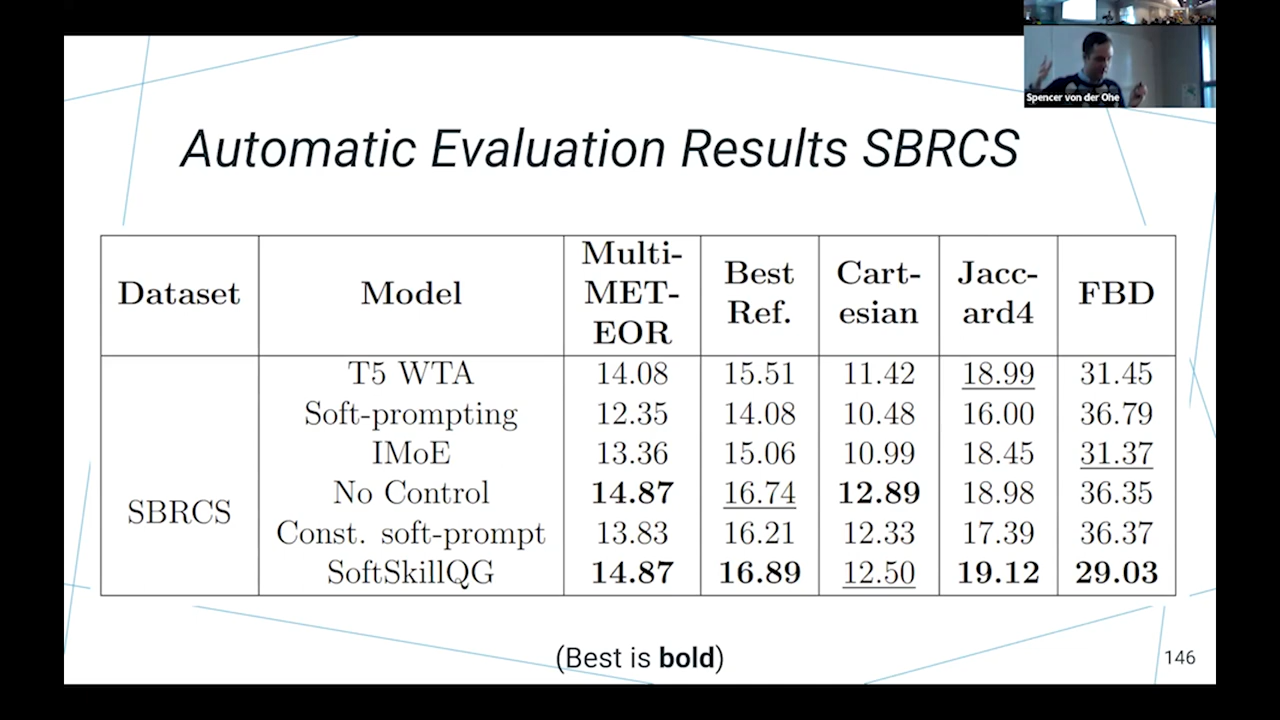 Spencer von der Ohe
Automatic Evaluation Results SBRCS
Dataset Model Multi-METEOR Best Ref. Cart-esian Jacc-ard4 FBD
T5 WTA 14.08 15.51 11.42 18.99 31.45
Soft-prompting 12.35 14.08 10.48 16.00 36.79
IMoE 13.36 15.06 10.99 18.45 31.37
No Control 14.87 16.74 12.89 18.98 36.35
SBRCS
Const. soft-prompt 13.83 16.21 12.33 17.39 36.37
SoftSkillQG 14.87 16.89 12.50 19.12 29.03
(Best is bold)
146